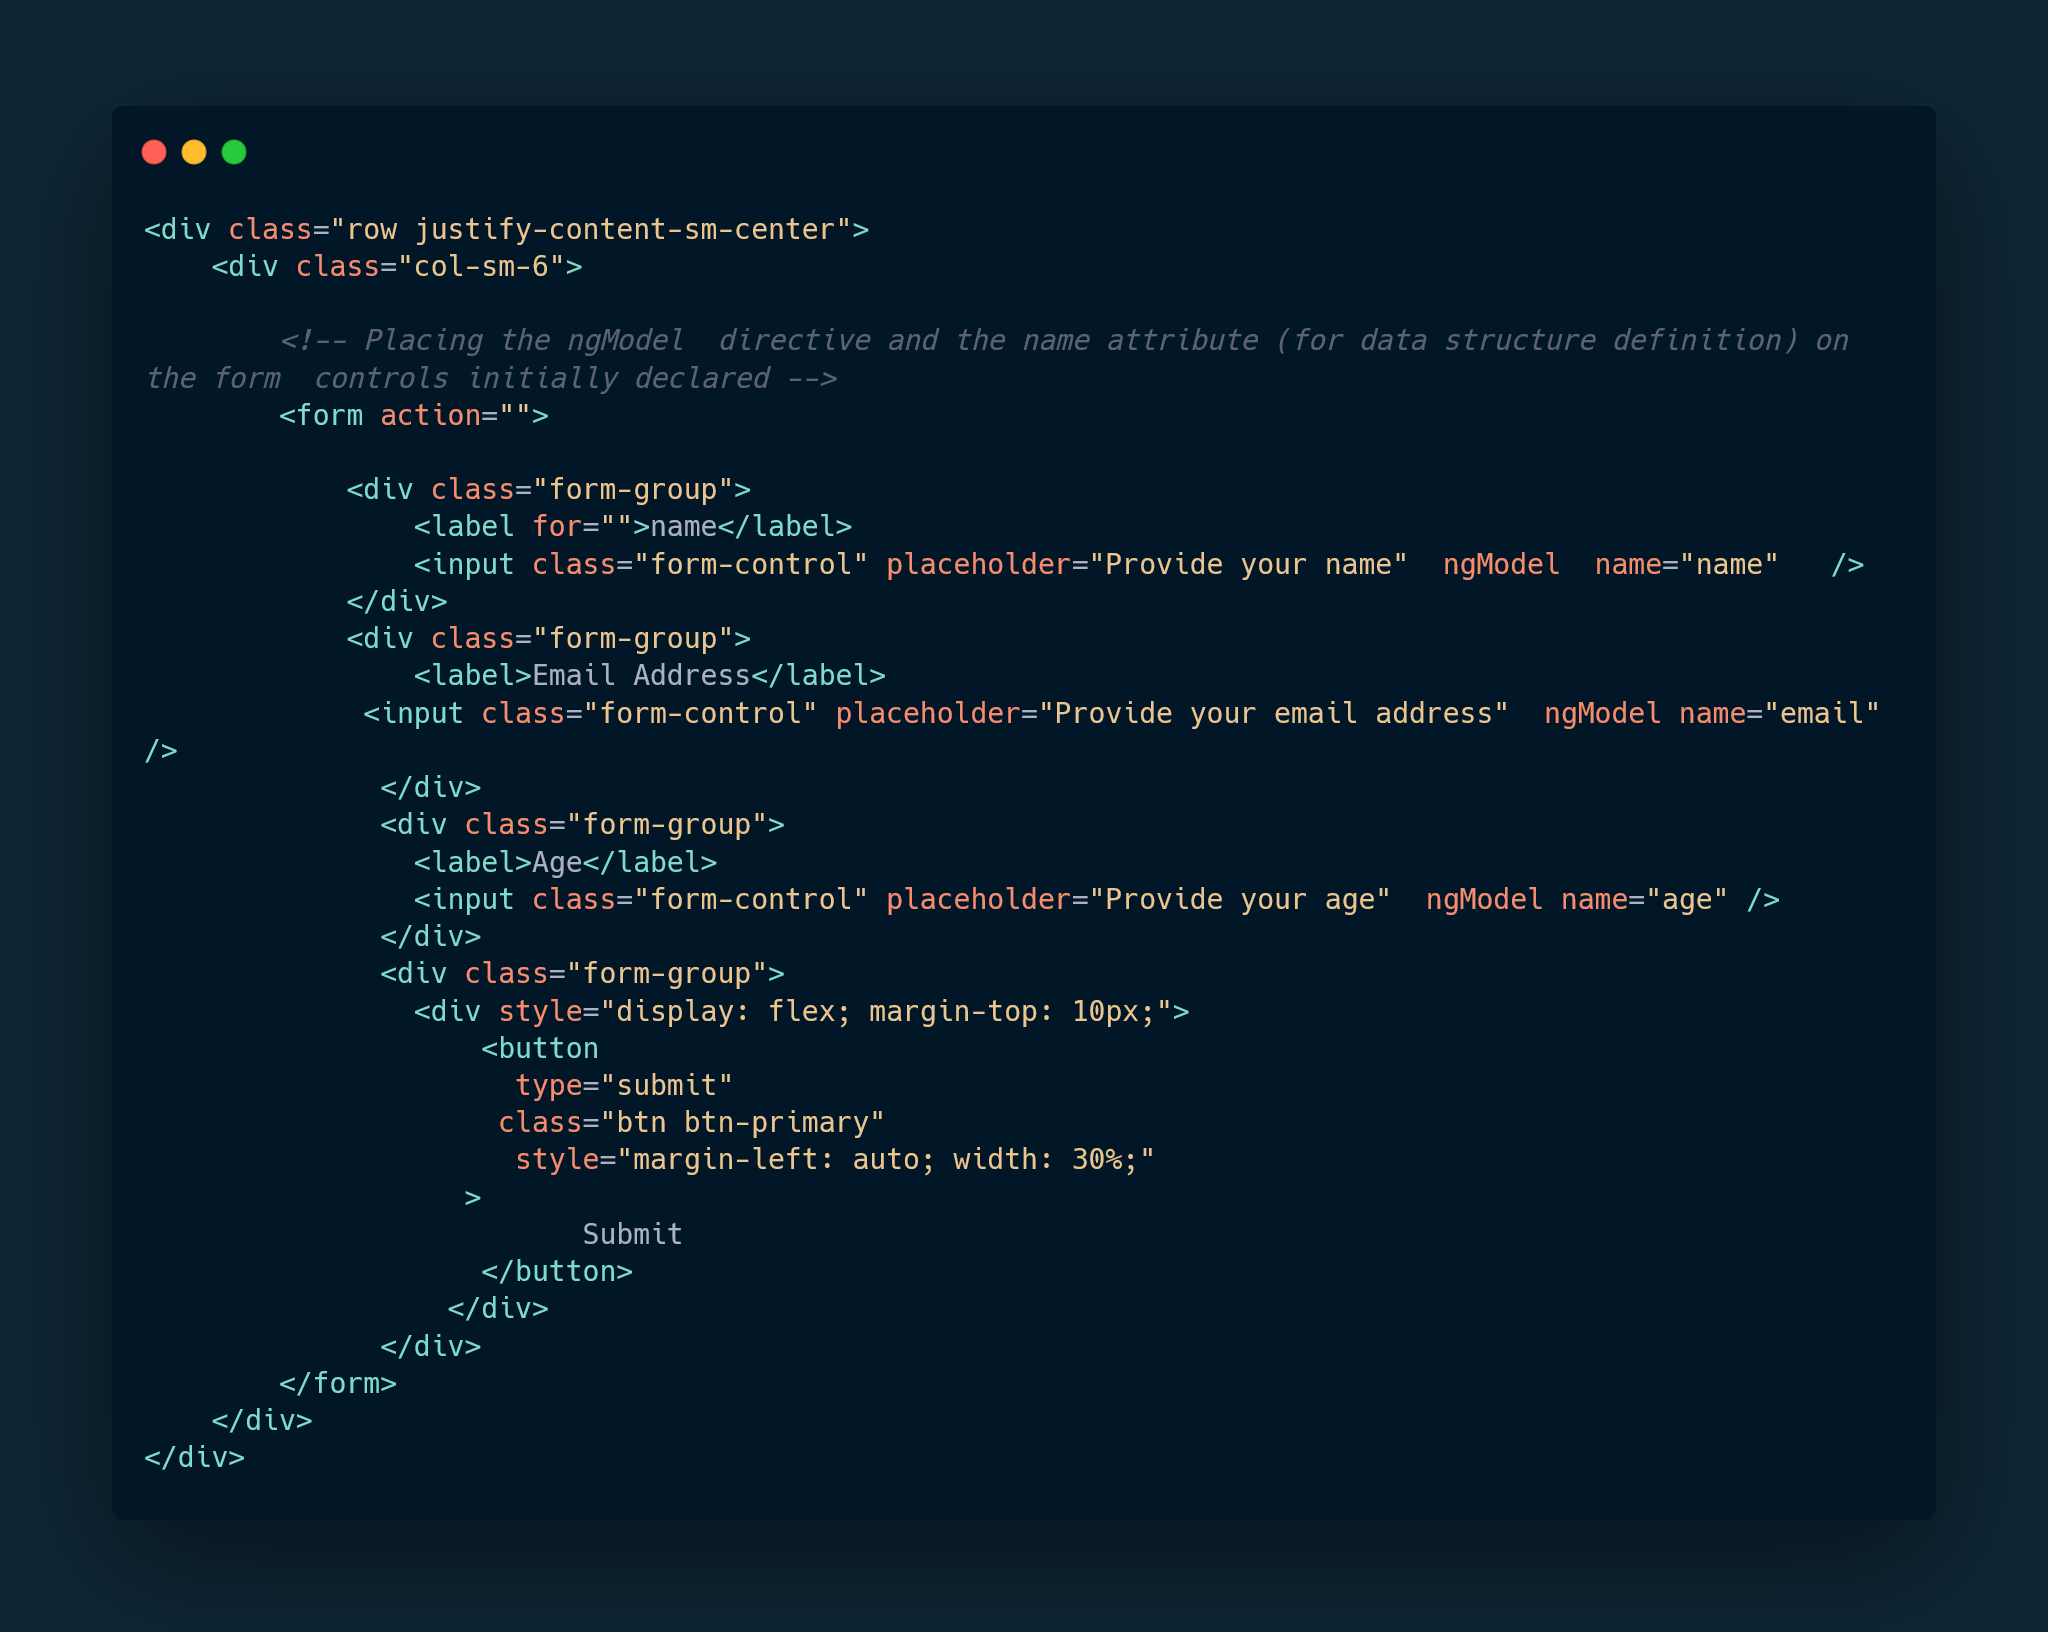 <div class="row justify-content-sm-center">
    <div class="col-sm-6">

        <!-- Placing the ngModel  directive and the name attribute (for data structure definition) on
the form  controls initially declared -->
        <form action="">

            <div class="form-group">
                <label for="">name</label>
                <input class="form-control" placeholder="Provide your name"  ngModel  name="name"   />
            </div>
            <div class="form-group">
                <label>Email Address</label>
             <input class="form-control" placeholder="Provide your email address"  ngModel name="email"
/>
              </div>
              <div class="form-group">
                <label>Age</label>
                <input class="form-control" placeholder="Provide your age"  ngModel name="age" />
              </div>
              <div class="form-group">
                <div style="display: flex; margin-top: 10px;">
                    <button
                      type="submit"
                     class="btn btn-primary"
                      style="margin-left: auto; width: 30%;"
                   >
                          Submit
                    </button>
                  </div>
              </div>
        </form>
    </div>
</div>